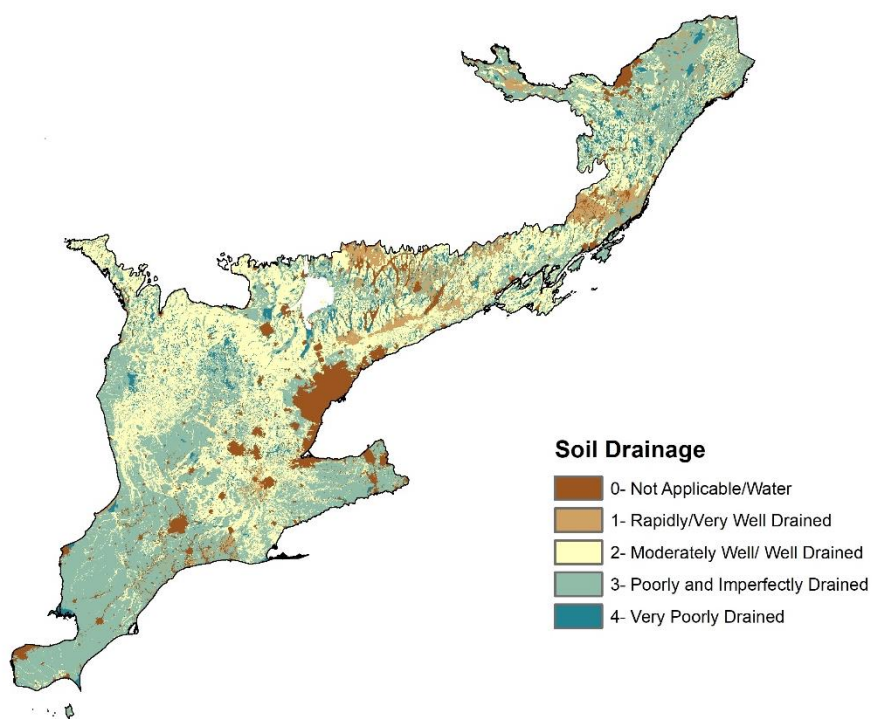 Soil Drainage
0- Not Applicable/Water
1- Rapidly/Very Well Drained
2- Moderately Well/ Well Drained
3- Poorly and Imperfectly Drained
4- Very Poorly Drained